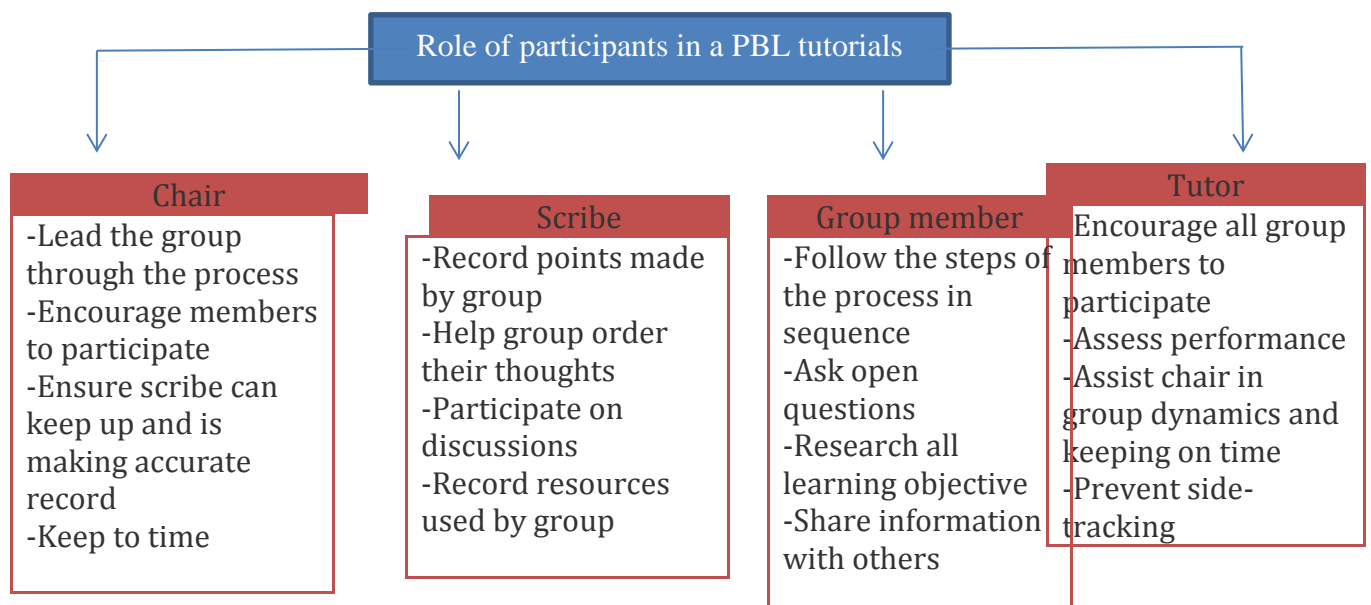 Role of participants in a PBL tutorials
Chair
-Lead the group
through the process
-Encourage members
to participate
-Ensure scribe can
keep up and is
making accurate
record
-Keep to time
Scribe
-Record points made
by group
-Help group order
their thoughts
-Participate on
discussions
-Record resources
used by group
Group member
-Follow the steps of
the process in
sequence
-Ask open
questions
-Research all
learning objective
-Share information
with others
Tutor
-Encourage all group
members to
participate
-Assess performance
-Assist chair in
group dynamics and
keeping on time
-Prevent side-
tracking